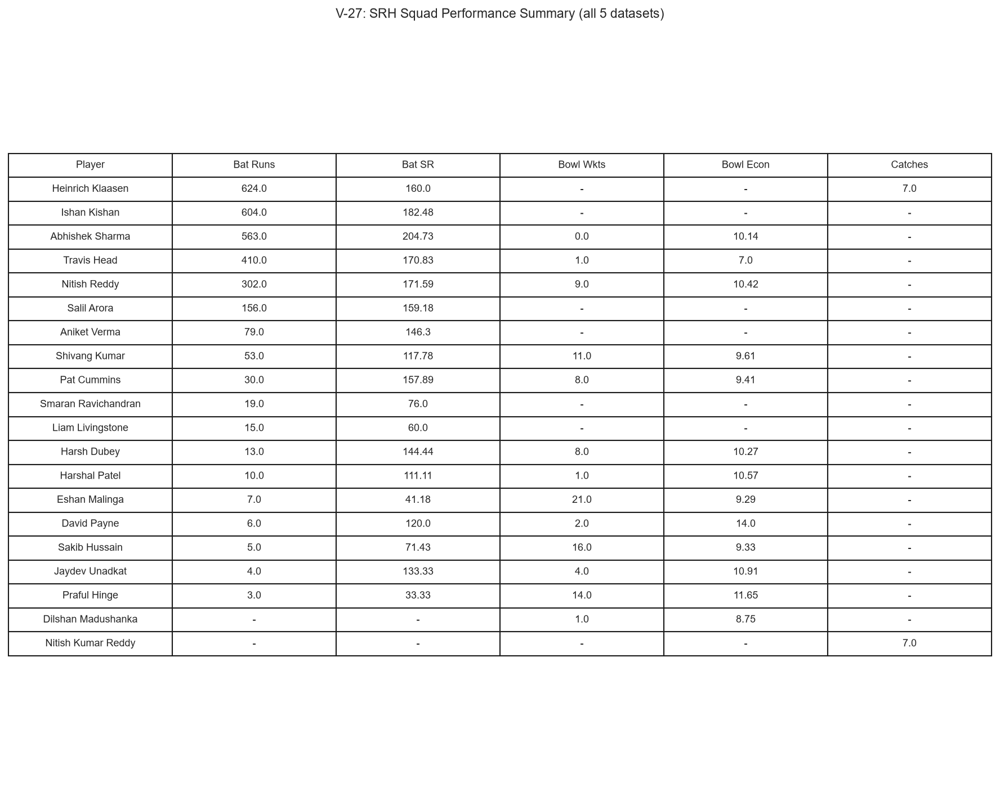 V-27: SRH Squad Performance Summary (all 5 datasets)
Player Bat Runs Bat SR Bowl Wkts Bowl Econ Catches
Heinrich Klaasen 624.0 160.0 - - 7.0
Ishan Kishan 604.0 182.48 - - -
Abhishek Sharma 563.0 204.73 0.0 10.14 -
Travis Head 410.0 170.83 1.0 7.0 -
Nitish Reddy 302.0 171.59 9.0 10.42 -
Salil Arora 156.0 159.18 - - -
Aniket Verma 79.0 146.3 - - -
Shivang Kumar 53.0 117.78 11.0 9.61 -
Pat Cummins 30.0 157.89 8.0 9.41 -
Smaran Ravichandran 19.0 76.0 - - -
Liam Livingstone 15.0 60.0 - - -
Harsh Dubey 13.0 144.44 8.0 10.27 -
Harshal Patel 10.0 111.11 1.0 10.57 -
Eshan Malinga 7.0 41.18 21.0 9.29 -
David Payne 6.0 120.0 2.0 14.0 -
Sakib Hussain 5.0 71.43 16.0 9.33 -
Jaydev Unadkat 4.0 133.33 4.0 10.91 -
Praful Hinge 3.0 33.33 14.0 11.65 -
Dilshan Madushanka - - 1.0 8.75 -
Nitish Kumar Reddy - - - - 7.0